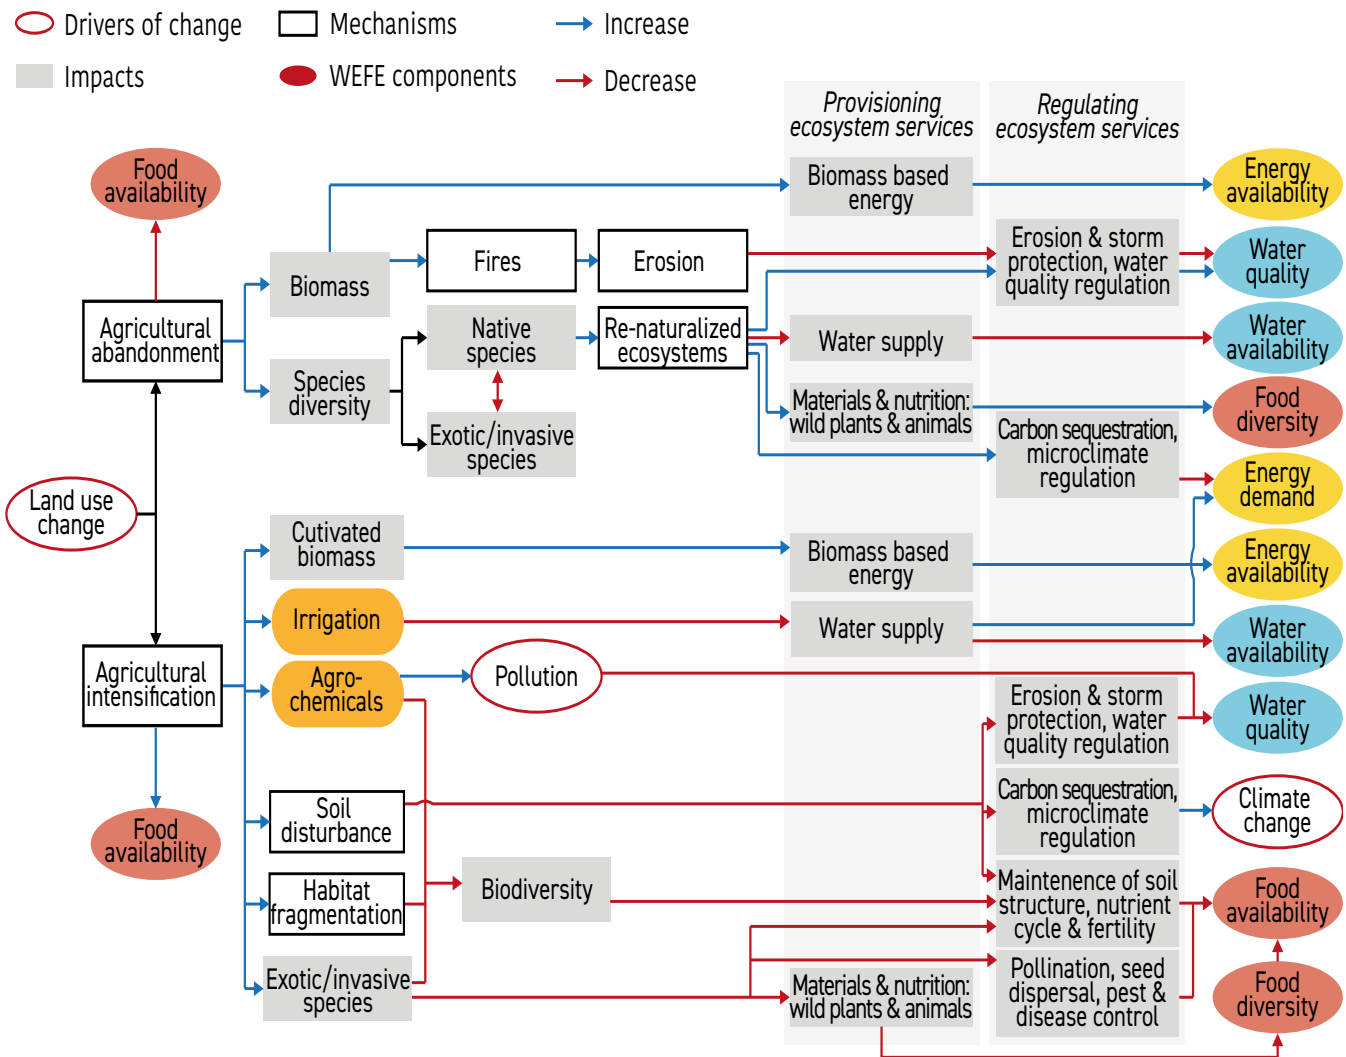 Drivers of change
Mechanisms
Increase
Impacts
WEFE components
Decrease
Provisioning
ecosystem services
Regulating
ecosystem services
Food
availability
Biomass based
energy
Energy
availability
Biomass
Fires
Erosion
Erosion & storm
protection, water
quality regulation
Water
quality
Agricultural
abandonment
Native
species
Re-naturalized
ecosystems
Water supply
Water
availability
Species
diversity
Exotic/invasive
species
Materials & nutrition:
wild plants & animals
Food
diversity
Carbon sequestration,
microclimate
regulation
Energy
demand
Land use
change
Cutivated
biomass
Biomass based
energy
Energy
availability
Irrigation
Water supply
Water
availability
Agricultural
intensification
Agro-
chemicals
Pollution
Erosion & storm
protection, water
quality regulation
Water
quality
Food
availability
Soil
disturbance
Carbon sequestration,
microclimate
regulation
Climate
change
Habitat
fragmentation
Biodiversity
Maintenence of soil
structure, nutrient
cycle & fertility
Food
availability
Exotic/invasive
species
Materials & nutrition:
wild plants & animals
Pollination, seed
dispersal, pest &
disease control
Food
diversity